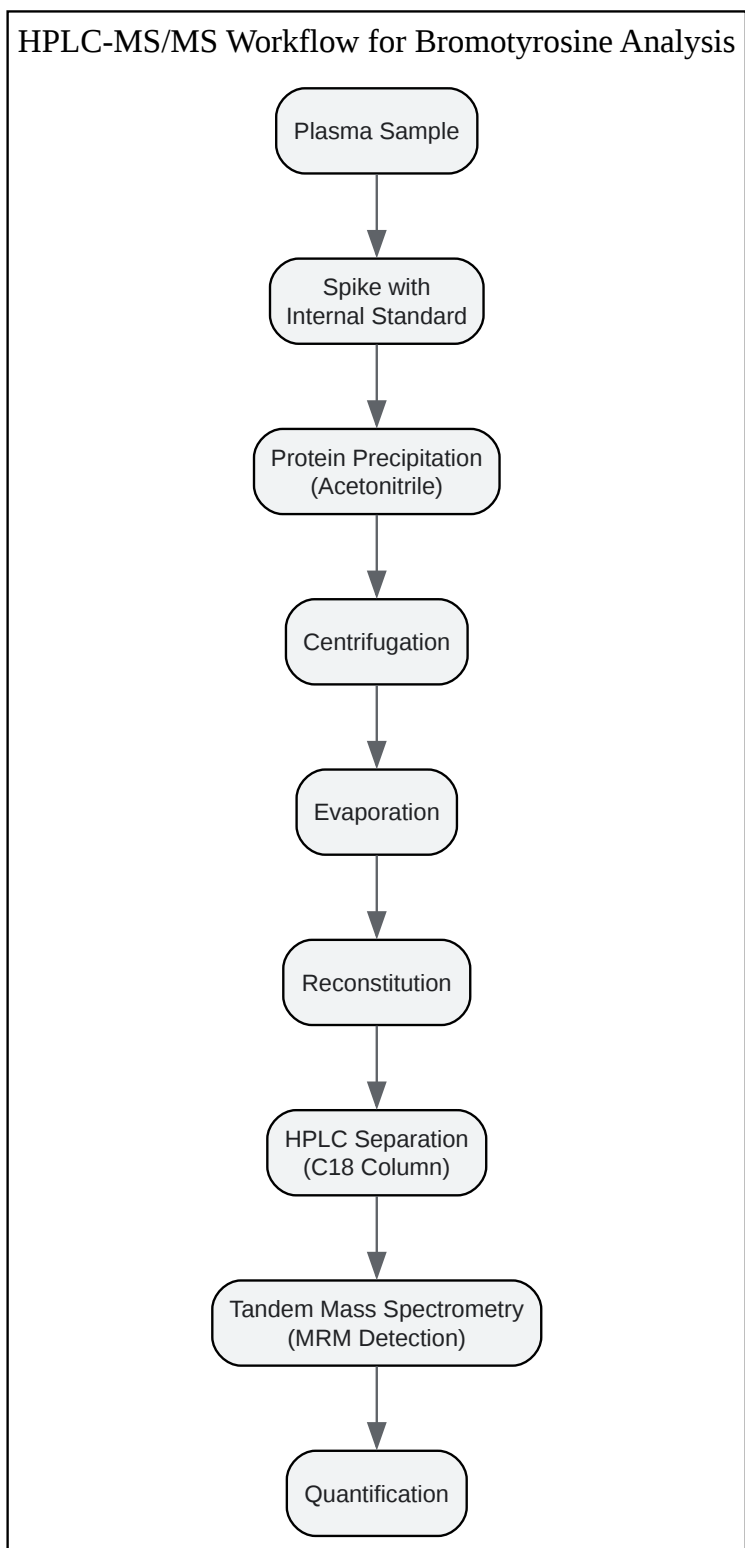 HPLC-MS/MS Workflow for Bromotyrosine Analysis
Plasma Sample
Spike with
Internal Standard
Protein Precipitation
(Acetonitrile)
Centrifugation
Evaporation
Reconstitution
HPLC Separation
(C18 Column)
Tandem Mass Spectrometry
(MRM Detection)
Quantification